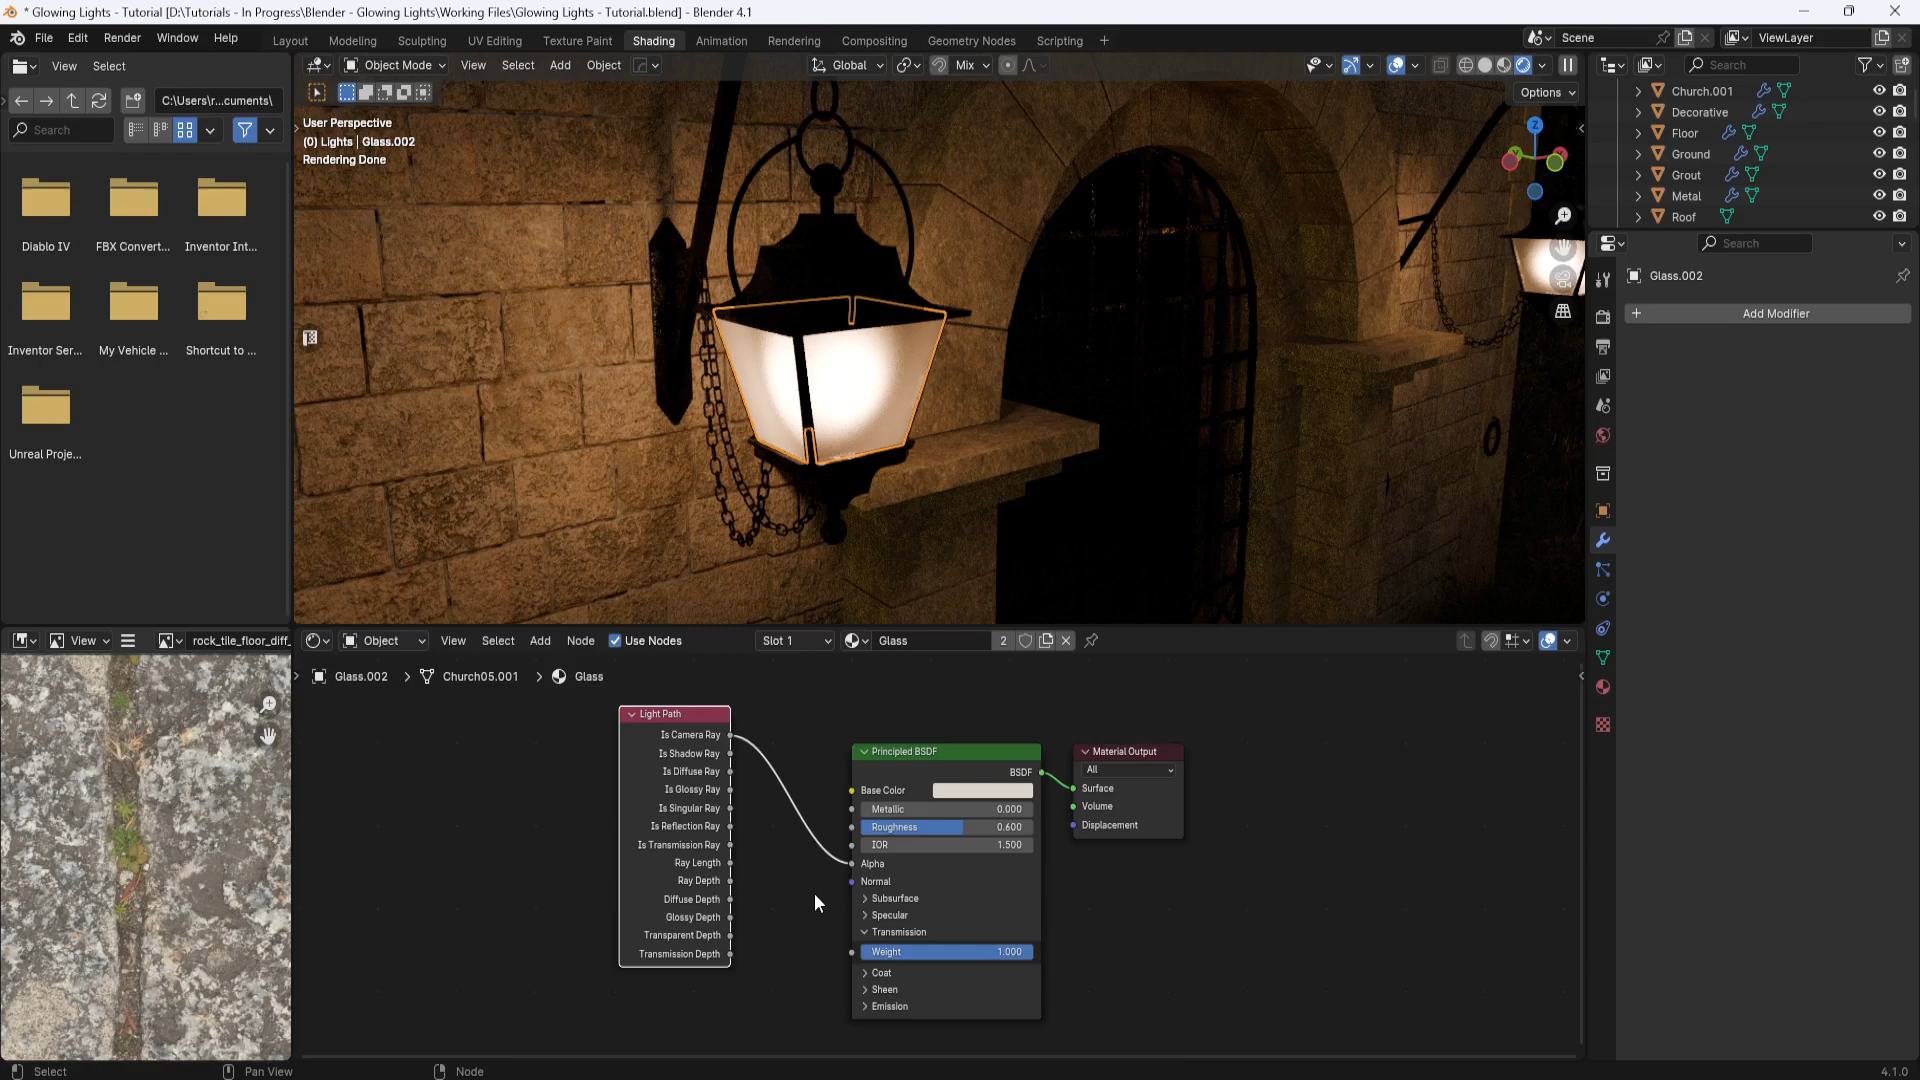 * Glowing Lights - Tutorial [D:\Tutorials - In Progress\Blender - Glowing Lights\Working Files\Glowing Lights - Tutorial.blend] - Blender 4.1
File Edit Render Window Help
Layout Modeling Sculpting UV Editing Texture Paint Shading Animation Rendering Compositing Geometry Nodes Scripting +
Scene
ViewLayer
View Select
C:\Users\r...cuments\
Search
Diablo IV
FBX Convert...
Inventor Int...
Inventor Ser...
My Vehicle ...
Shortcut to ...
Unreal Proje...
Object Mode View Select Add Object
Global
Mix
Options
User Perspective
(0) Lights | Glass.002
Rendering Done
Z
Search
Church.001
Decorative
Floor
Ground
Grout
Metal
Roof
Search
Glass.002
+ Add Modifier
View
rock_tile_floor_diff_
Object View Select Add Node Use Nodes
Slot 1
Glass
2
Glass.002 > Church05.001 > Glass
Light Path
Is Camera Ray
Is Shadow Ray
Is Diffuse Ray
Is Glossy Ray
Is Singular Ray
Is Reflection Ray
Is Transmission Ray
Ray Length
Ray Depth
Diffuse Depth
Glossy Depth
Transparent Depth
Transmission Depth
Principled BSDF
BSDF
Base Color
Metallic 0.000
Roughness 0.600
IOR 1.500
Alpha
Normal
Subsurface
Specular
Transmission
Weight 1.000
Coat
Sheen
Emission
Material Output
All
Surface
Volume
Displacement
Select
Pan View
Node
4.1.0